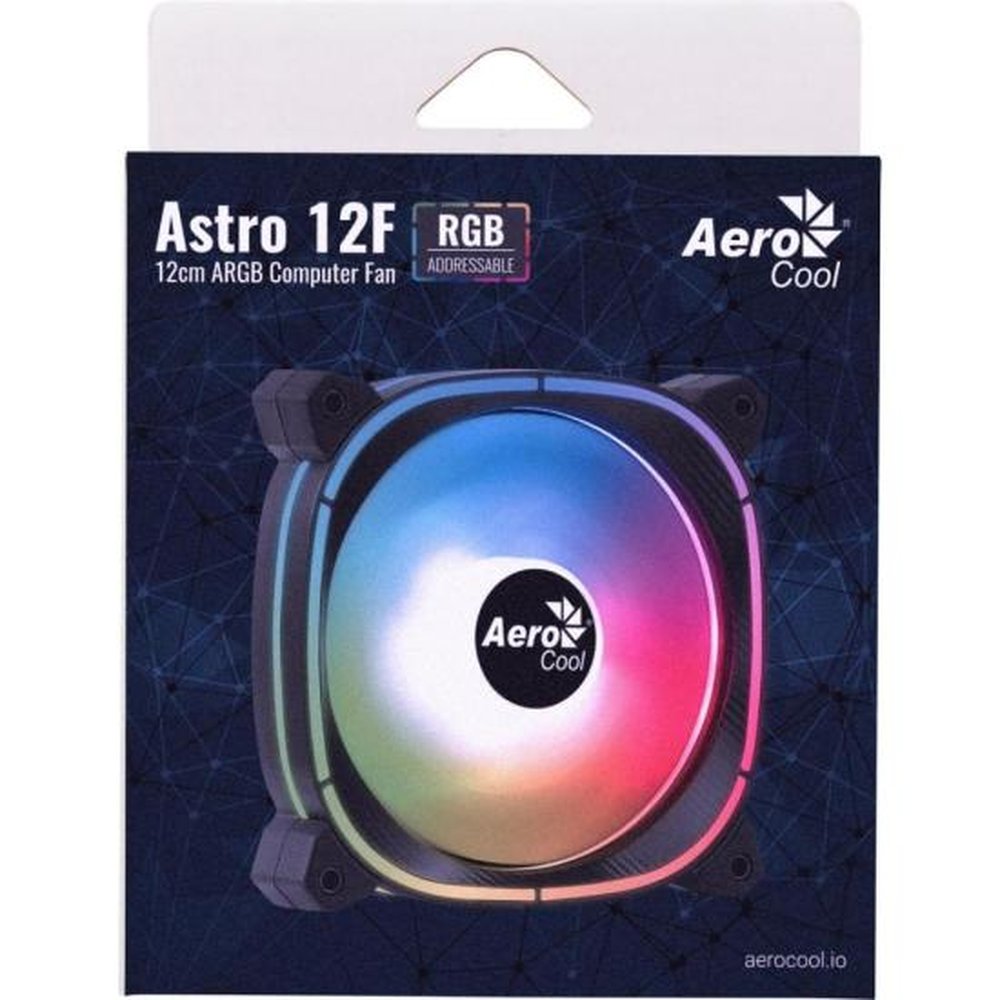 Astro 12F
12cm ARGB Computer Fan
RGB
ADDRESSABLE
Aero
Cool
Aero
Cool
aerocool.io